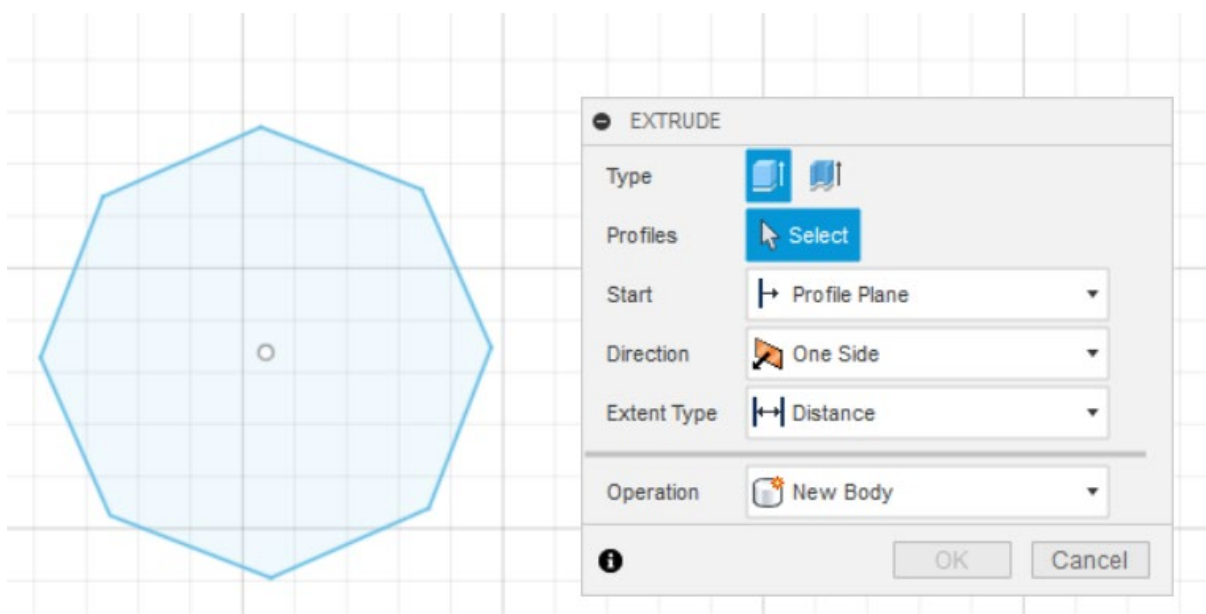 EXTRUDE
Type
Profiles Select
Start Profile Plane
Direction One Side
Extent Type Distance
Operation New Body
OK Cancel